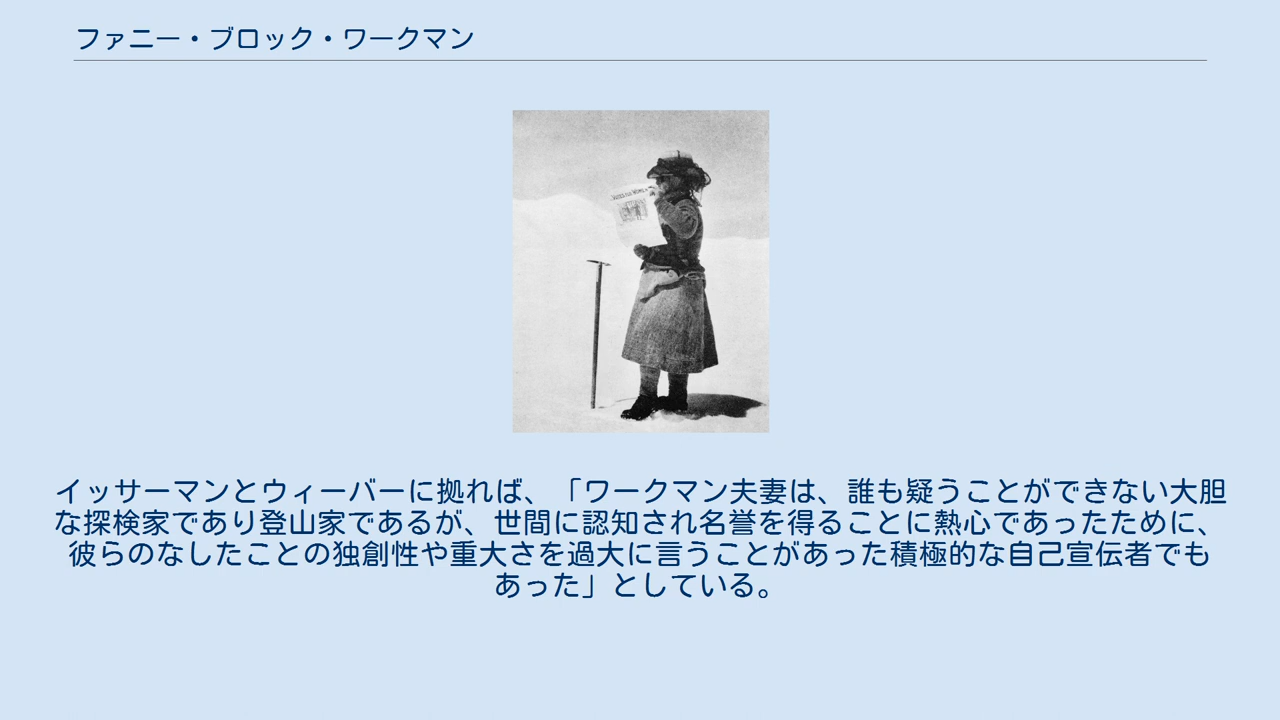 ファニー・ブロック・ワークマン
イッサーマンとウィーバーに拠れば、「ワークマン夫妻は、誰も疑うことができない大胆
な探検家であり登山家であるが、世間に認知され名誉を得ることに熱心であったために、
彼らのなしたことの独創性や重大さを過大に言うことがあった積極的な自己宣伝者でも
あった」としている。